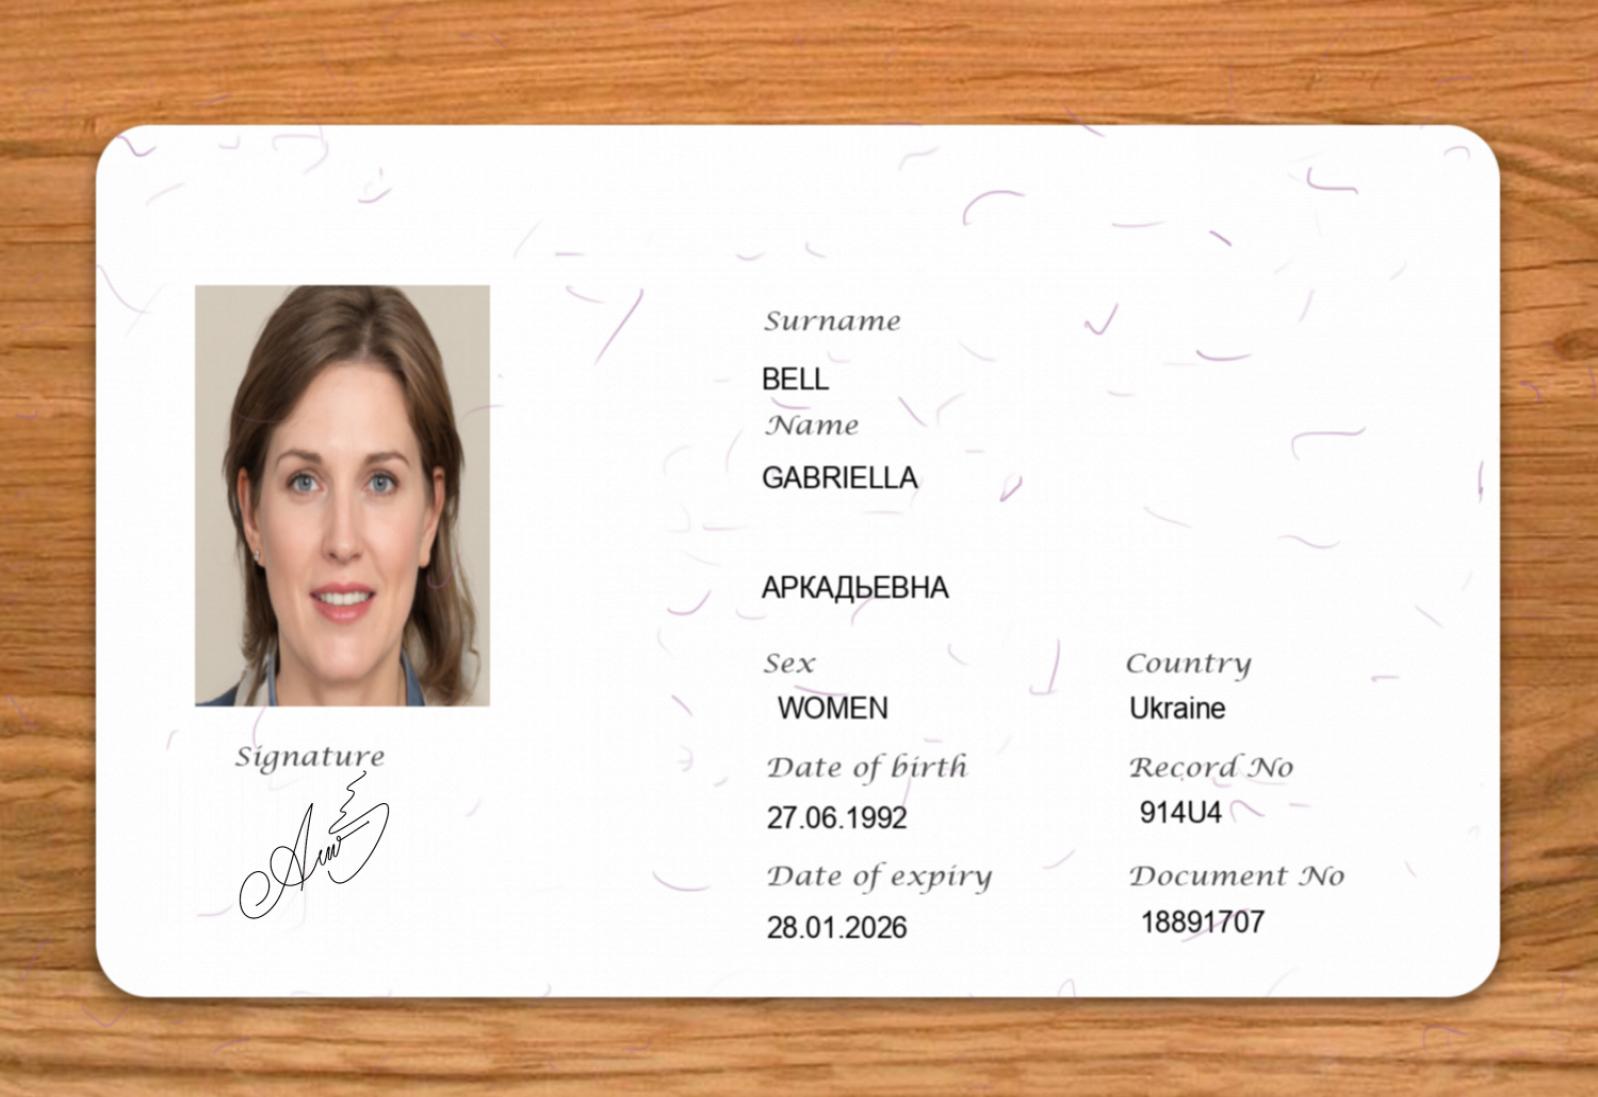 Surname
BELL
Name
GABRIELLA
АРКАДЬЕВНА
Sex Country
WOMEN Ukraine
Date of birth Record No
27.06.1992 914U4
Date of expiry Document No
28.01.2026 18891707
Signature